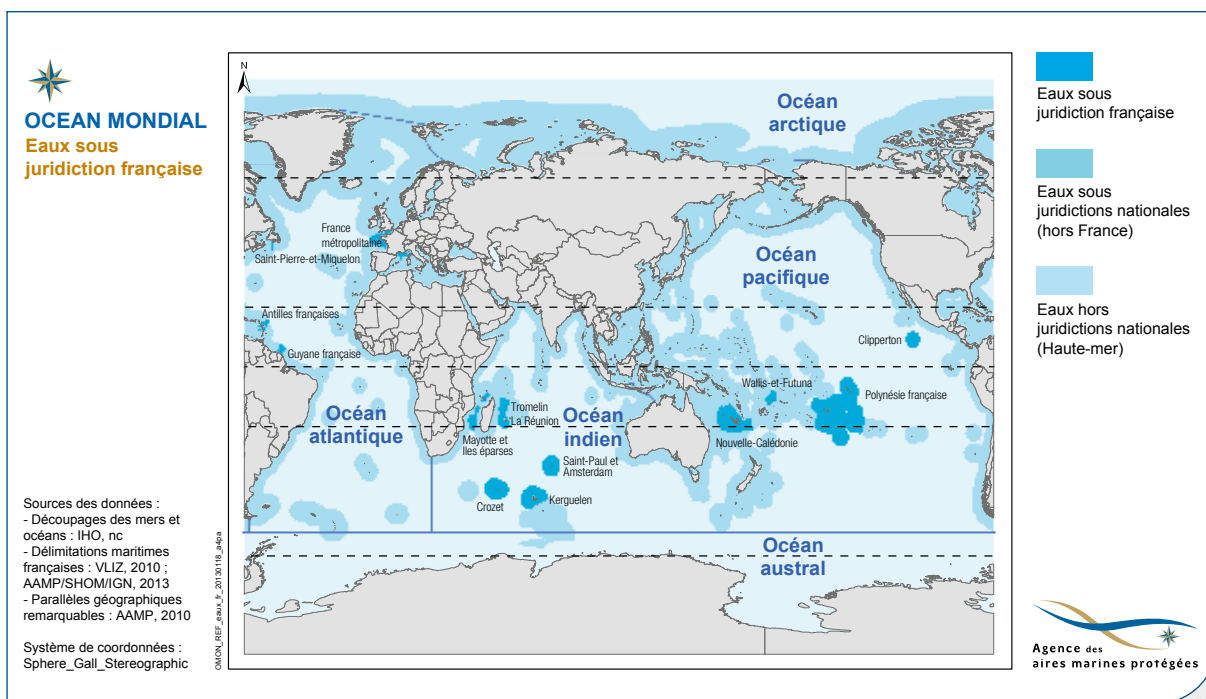 OCEAN MONDIAL
Eaux sous
juridiction française
N
Océan
arctique
France
métropolitaine
Saint-Pierre-et-Miquelon
Océan
pacifique
Antilles françaises
Guyane française
Clipperton
Wallis-et-Futuna
Polynésie française
Océan
atlantique
Tromelin
La Réunion
Océan
indien
Mayotte et
Iles éparses
Nouvelle-Calédonie
Saint-Paul et
Amsterdam
Crozet
Kerguelen
Océan
austral
Eaux sous
juridiction française
Eaux sous
juridictions nationales
(hors France)
Eaux hors
juridictions nationales
(Haute-mer)
Sources des données :
- Découpages des mers et
océans : IHO, nc
- Délimitations maritimes
françaises : VLIZ, 2010 ;
AAMP/SHOM/IGN, 2013
- Parallèles géographiques
remarquables : AAMP, 2010
Système de coordonnées :
Sphere_Gall_Stereographic
OMON_REF_eaux_fr_20130118_a4pa
Agence des
aires marines protégées